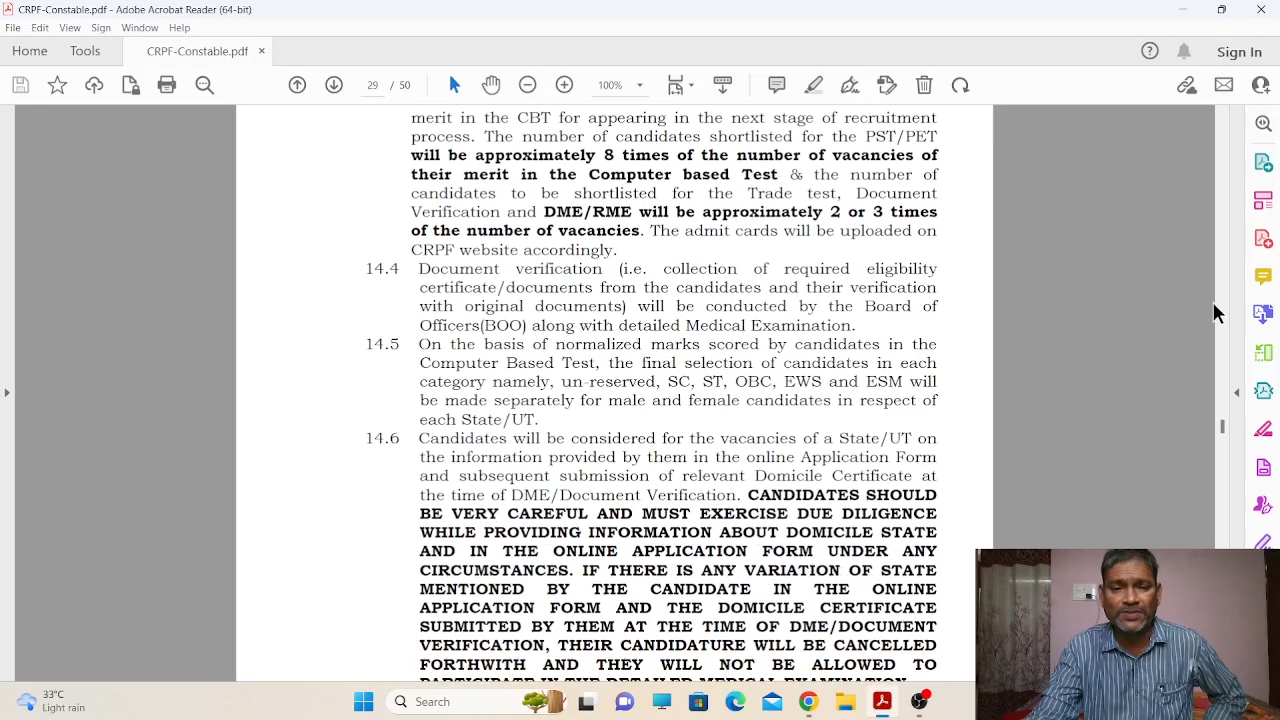 CRPF-Constable.pdf - Adobe Acrobat Reader (64-bit)
File Edit View Sign Window Help
Home Tools CRPF-Constable.pdf × Sign In
29 / 50 100%
merit in the CBT for appearing in the next stage of recruitment
process. The number of candidates shortlisted for the PST/PET
will be approximately 8 times of the number of vacancies of
their merit in the Computer based Test & the number of
candidates to be shortlisted for the Trade test, Document
Verification and DME/RME will be approximately 2 or 3 times
of the number of vacancies. The admit cards will be uploaded on
CRPF website accordingly.
14.4 Document verification (i.e. collection of required eligibility
certificate/documents from the candidates and their verification
with original documents) will be conducted by the Board of
Officers(BOO) along with detailed Medical Examination.
14.5 On the basis of normalized marks scored by candidates in the
Computer Based Test, the final selection of candidates in each
category namely, un-reserved, SC, ST, OBC, EWS and ESM will
be made separately for male and female candidates in respect of
each State/UT.
14.6 Candidates will be considered for the vacancies of a State/UT on
the information provided by them in the online Application Form
and subsequent submission of relevant Domicile Certificate at
the time of DME/Document Verification. CANDIDATES SHOULD
BE VERY CAREFUL AND MUST EXERCISE DUE DILIGENCE
WHILE PROVIDING INFORMATION ABOUT DOMICILE STATE
AND IN THE ONLINE APPLICATION FORM UNDER ANY
CIRCUMSTANCES. IF THERE IS ANY VARIATION OF STATE
MENTIONED BY THE CANDIDATE IN THE ONLINE
APPLICATION FORM AND THE DOMICILE CERTIFICATE
SUBMITTED BY THEM AT THE TIME OF DME/DOCUMENT
VERIFICATION, THEIR CANDIDATURE WILL BE CANCELLED
FORTHWITH AND THEY WILL NOT BE ALLOWED TO
PARTICIPATE IN THE DETAILED MEDICAL EXAMINATION
33°C
Light rain
Search